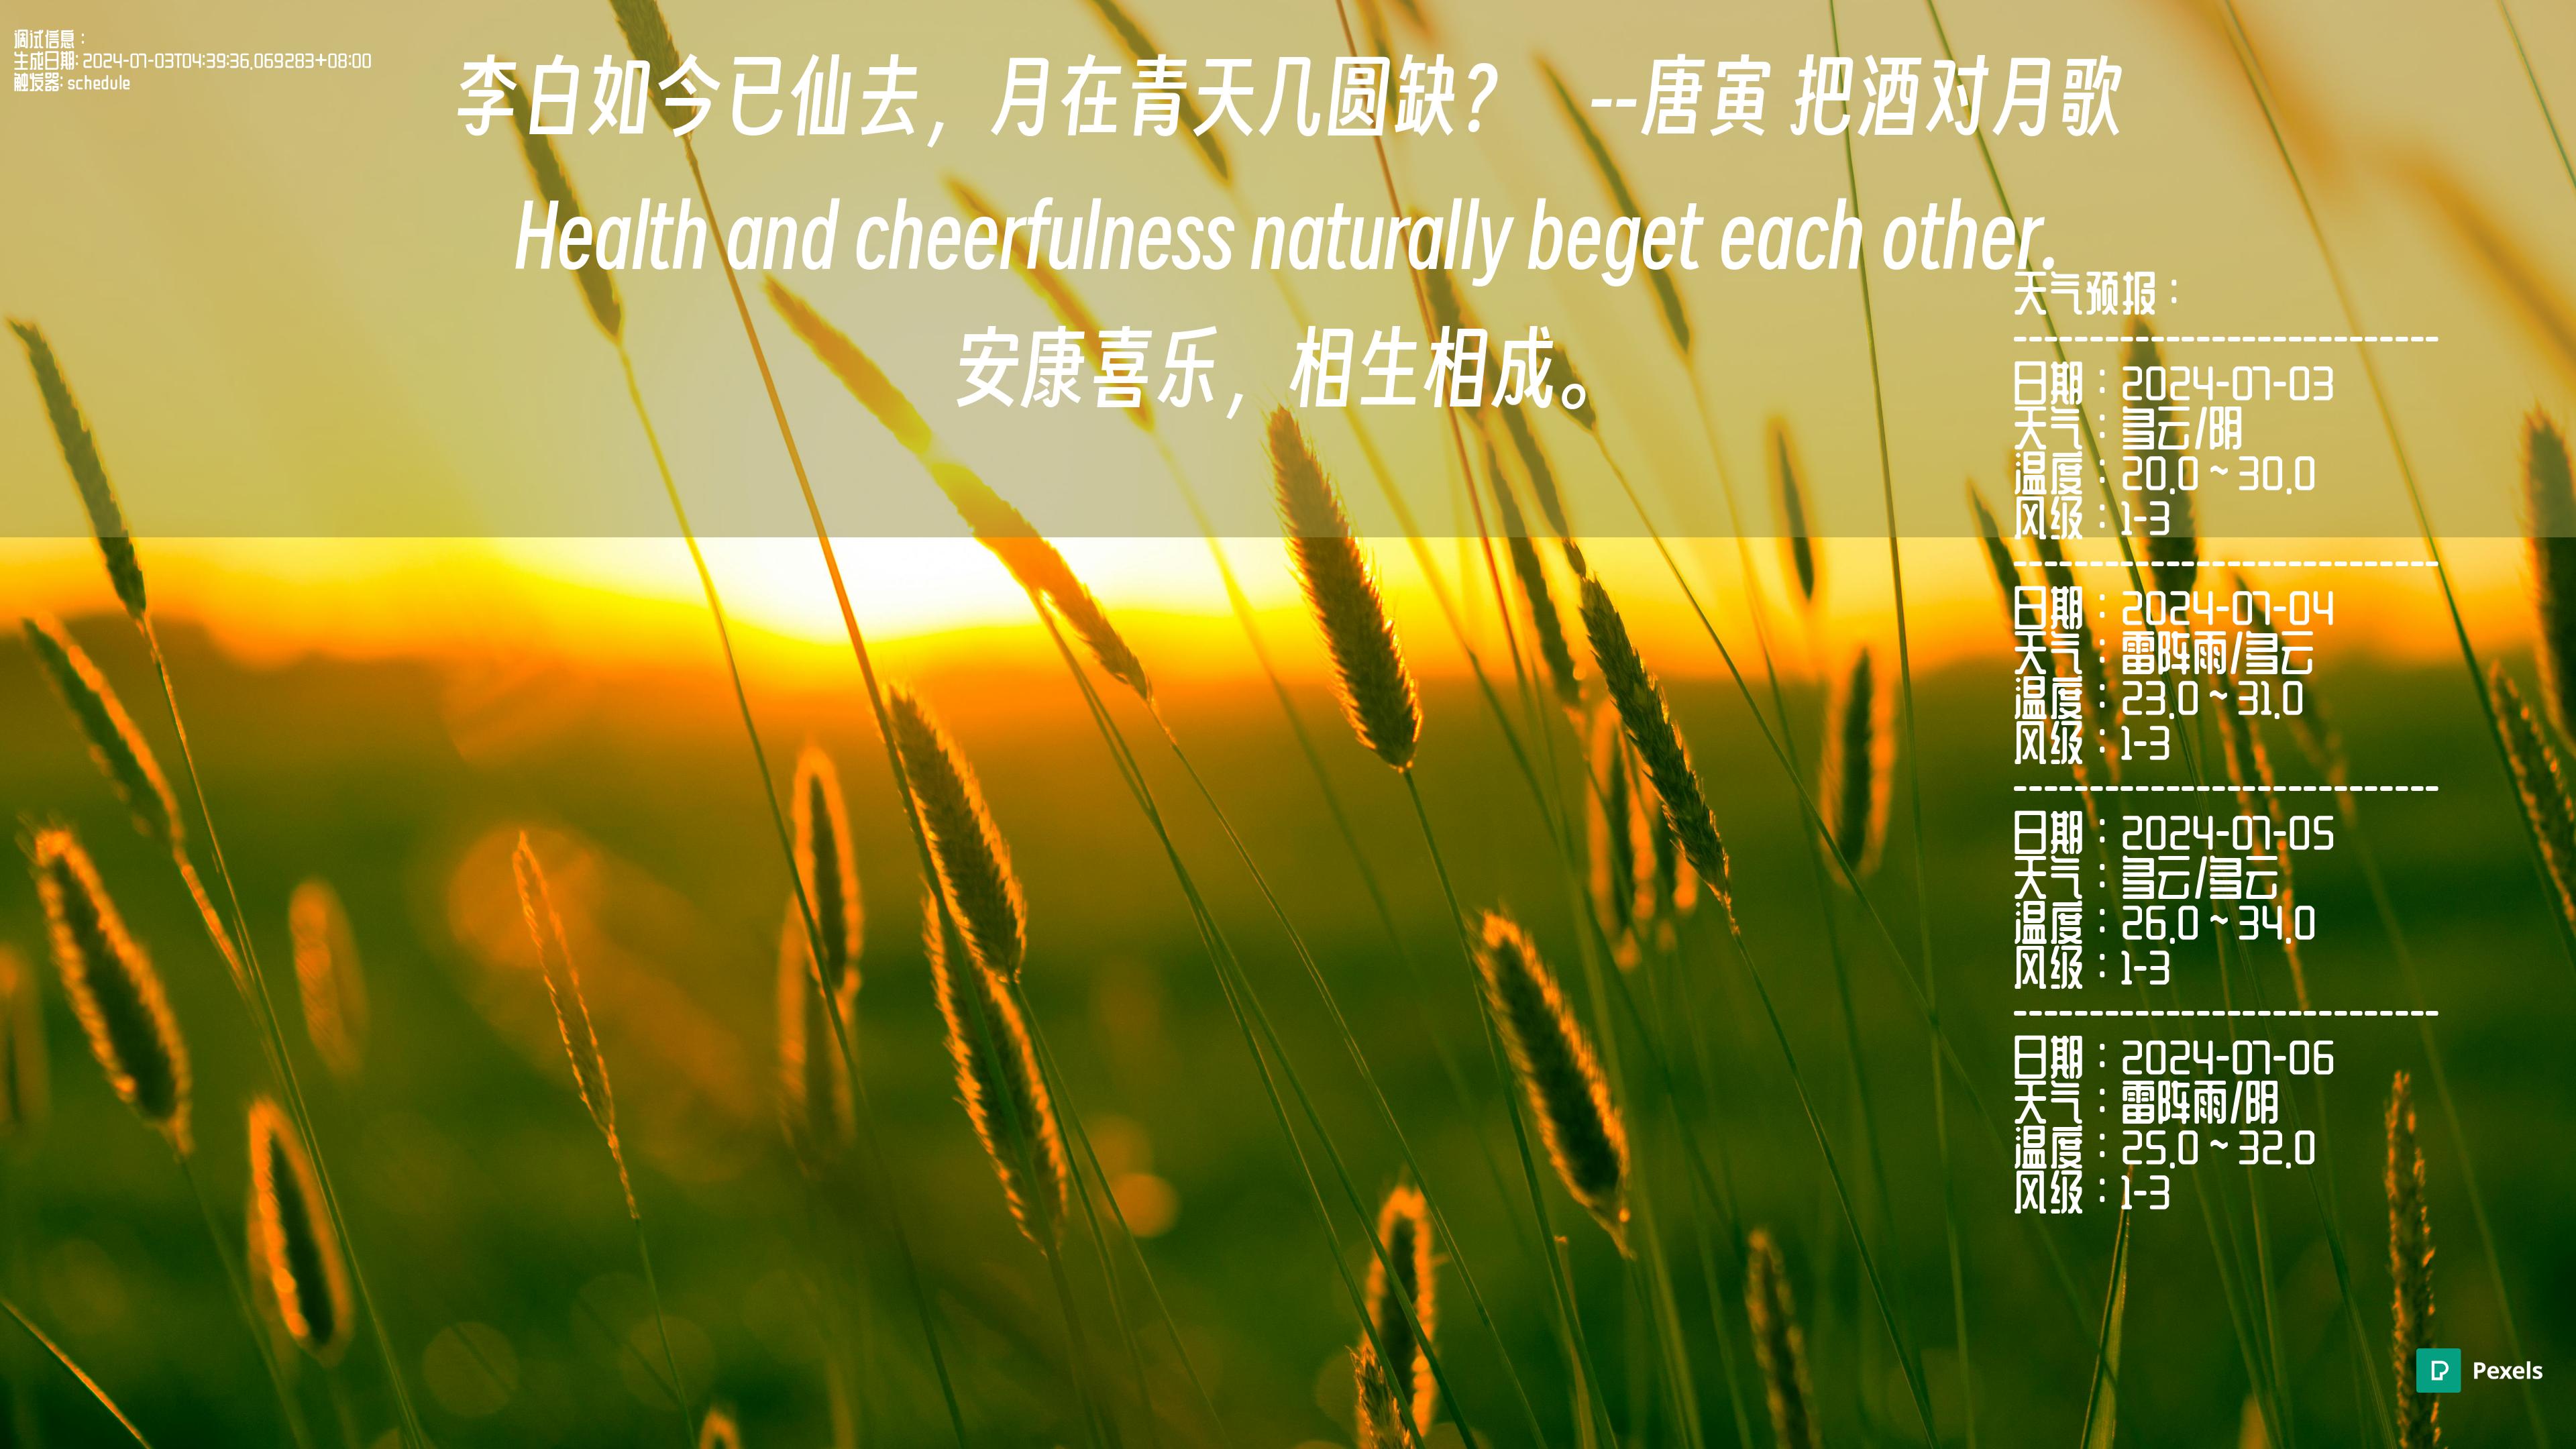 调试信息：
生成日期: 2024-07-03T04:39:36.069283+08:00
触发器: schedule
李白如今已仙去，月在青天几圆缺？ --唐寅 把酒对月歌
Health and cheerfulness naturally beget each other.
安康喜乐，相生相成。
天气预报：
------------------------------
日期：2024-07-03
天气：多云/阴
温度：20.0 ~ 30.0
风级：1-3
------------------------------
日期：2024-07-04
天气：雷阵雨/多云
温度：23.0 ~ 31.0
风级：1-3
------------------------------
日期：2024-07-05
天气：多云/多云
温度：26.0 ~ 34.0
风级：1-3
------------------------------
日期：2024-07-06
天气：雷阵雨/阴
温度：25.0 ~ 32.0
风级：1-3
Pexels